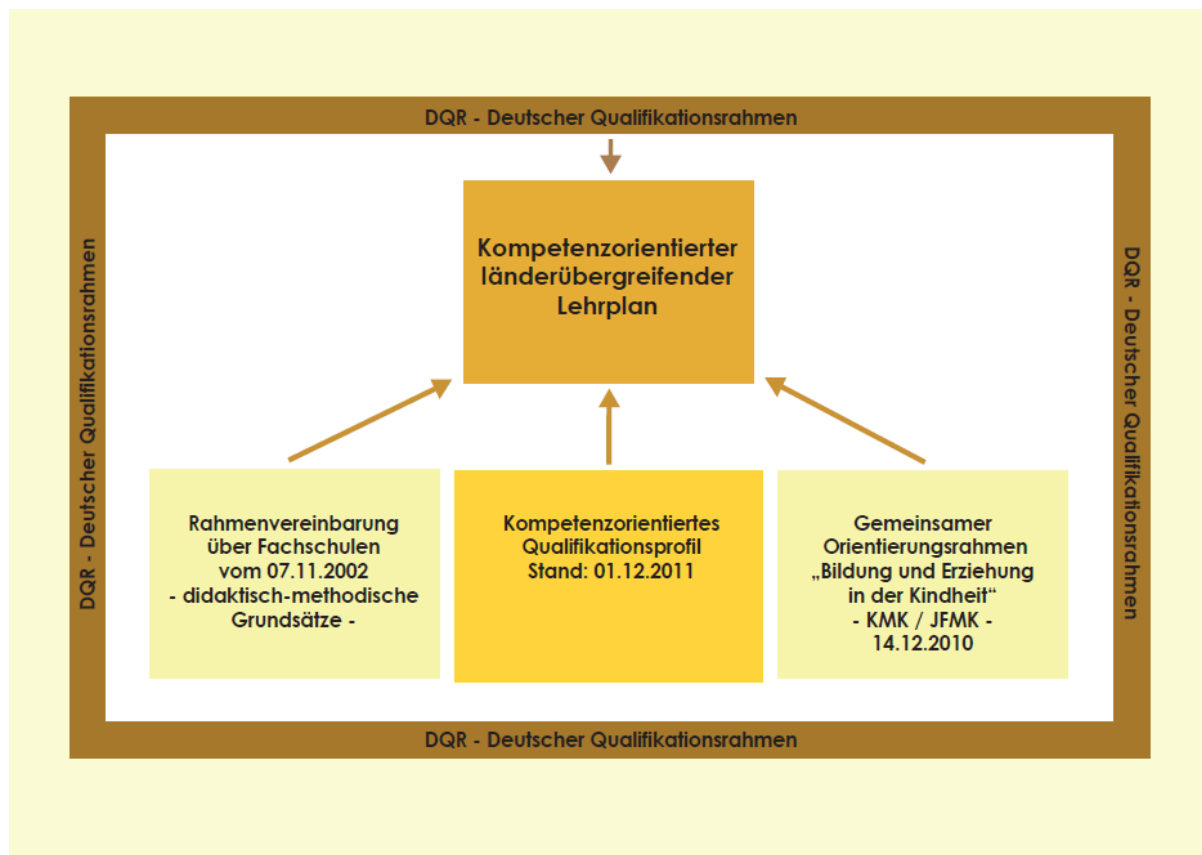 DQR - Deutscher Qualifikationsrahmen
DQR - Deutscher Qualifikationsrahmen
DQR - Deutscher Qualifikationsrahmen
Kompetenzorientierter
länderübergreifender
Lehrplan
Rahmenvereinbarung
über Fachschulen
vom 07.11.2002
- didaktisch-methodische
Grundsätze -
Kompetenzorientiertes
Qualifikationsprofil
Stand: 01.12.2011
Gemeinsamer
Orientierungsrahmen
„Bildung und Erziehung
in der Kindheit“
- KMK / JFMK -
14.12.2010
DQR - Deutscher Qualifikationsrahmen